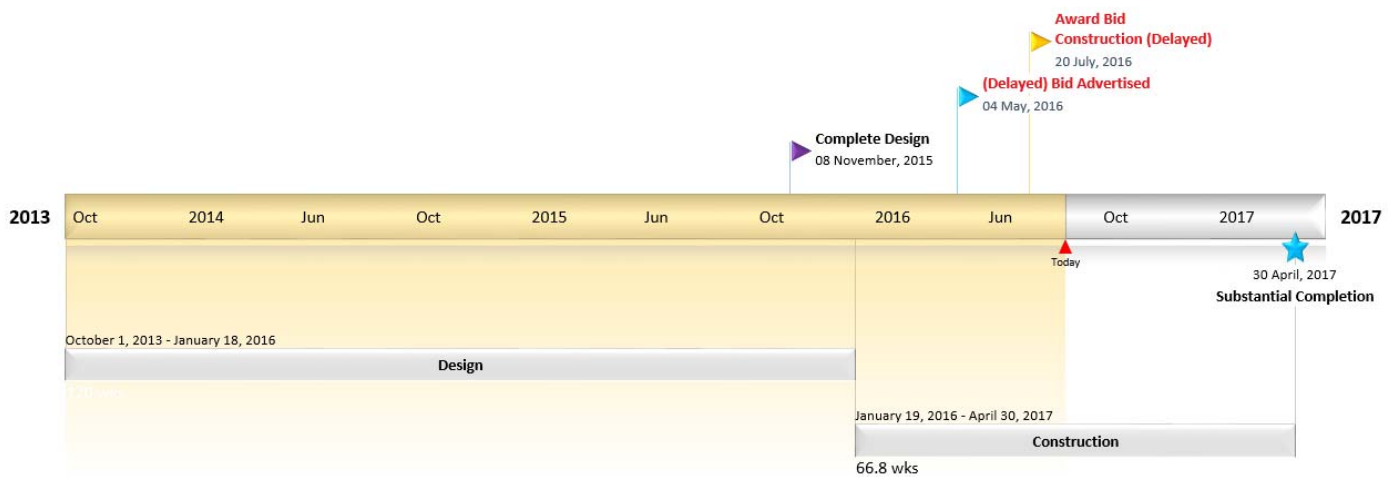 Award Bid
Construction (Delayed)
20 July, 2016
(Delayed) Bid Advertised
04 May, 2016
Complete Design
08 November, 2015
2013 Oct 2014 Jun Oct 2015 Jun Oct 2016 Jun Oct 2017 2017
Today
30 April, 2017
Substantial Completion
October 1, 2013 - January 18, 2016
Design
January 19, 2016 - April 30, 2017
Construction
66.8 wks